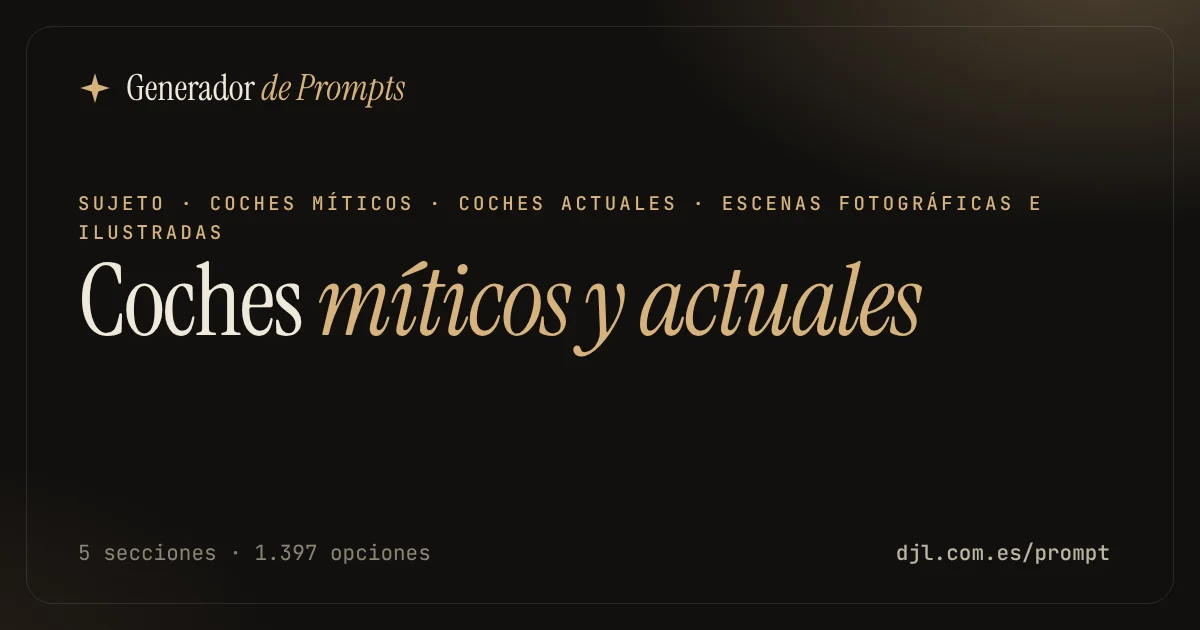 Generador de Prompts
SUJETO · COCHES MÍTICOS · COCHES ACTUALES · ESCENAS FOTOGRÁFICAS E
ILUSTRADAS
Coches míticos y actuales
5 secciones · 1.397 opciones
djl.com.es/prompt